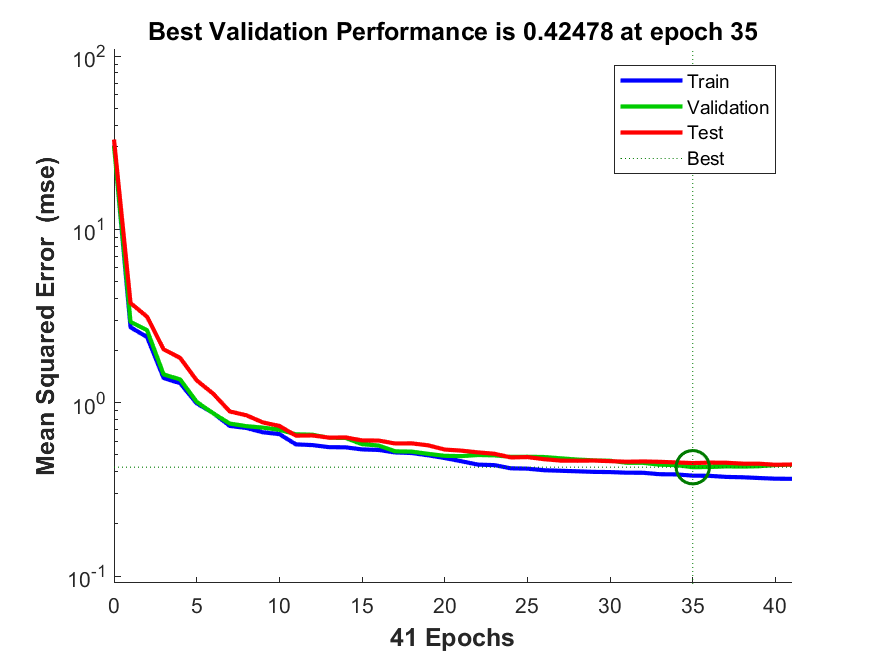 Best Validation Performance is 0.42478 at epoch 35
Mean Squared Error (mse)
10^2
10^1
10^0
10^-1
Train
Validation
Test
Best
0 5 10 15 20 25 30 35 40
41 Epochs